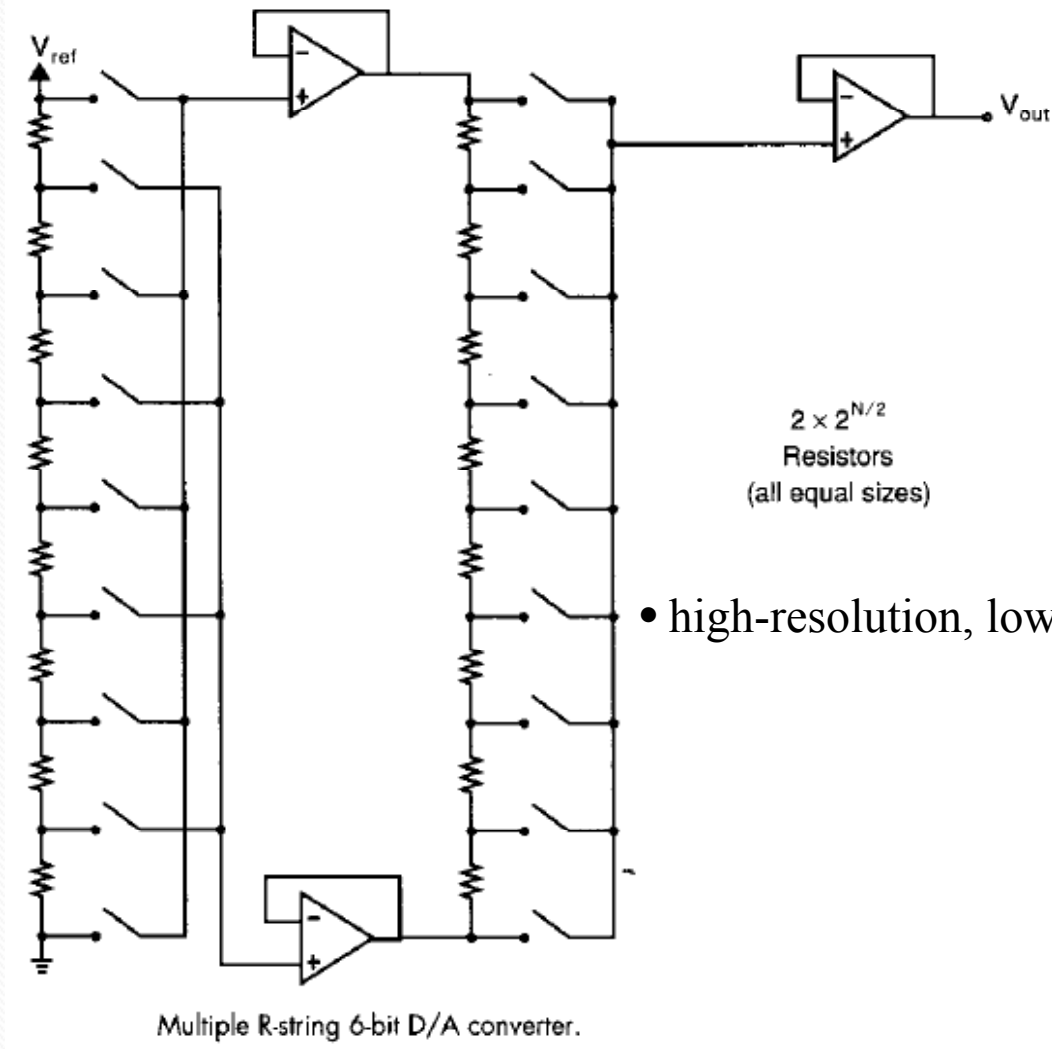 V_ref
V_out
2 × 2^{N/2}
Resistors
(all equal sizes)
• high-resolution, low
Multiple R-string 6-bit D/A converter.